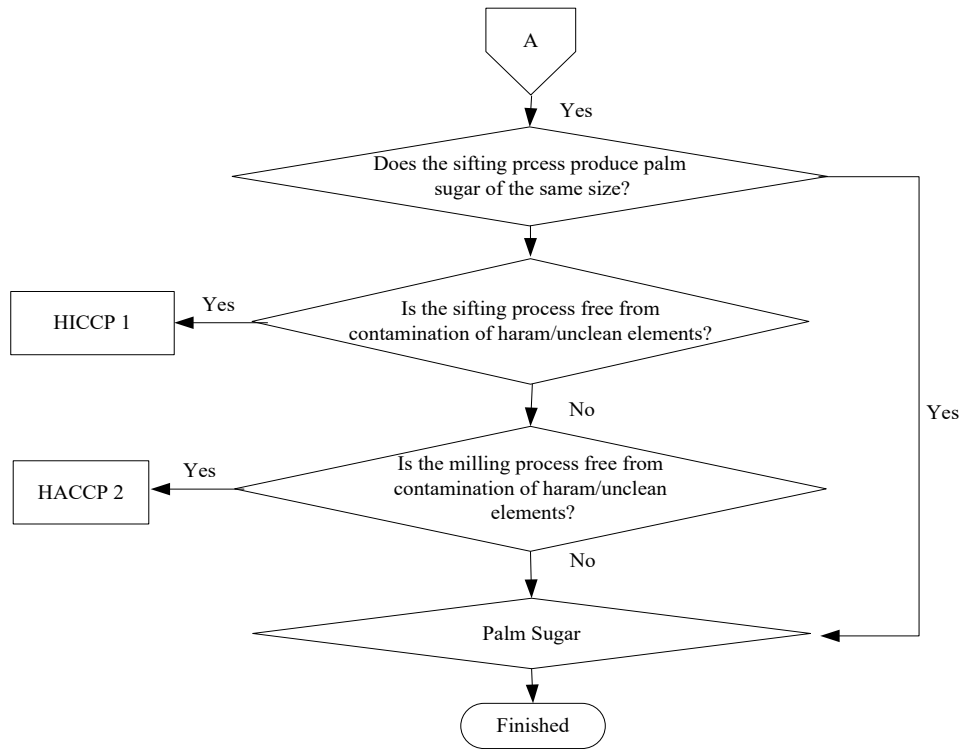 A
Yes
Does the sifting prcess produce palm
sugar of the same size?
Yes
HICCP 1
Is the sifting process free from
contamination of haram/unclean elements?
No
Yes
Yes
HACCP 2
Is the milling process free from
contamination of haram/unclean
elements?
No
Palm Sugar
Finished